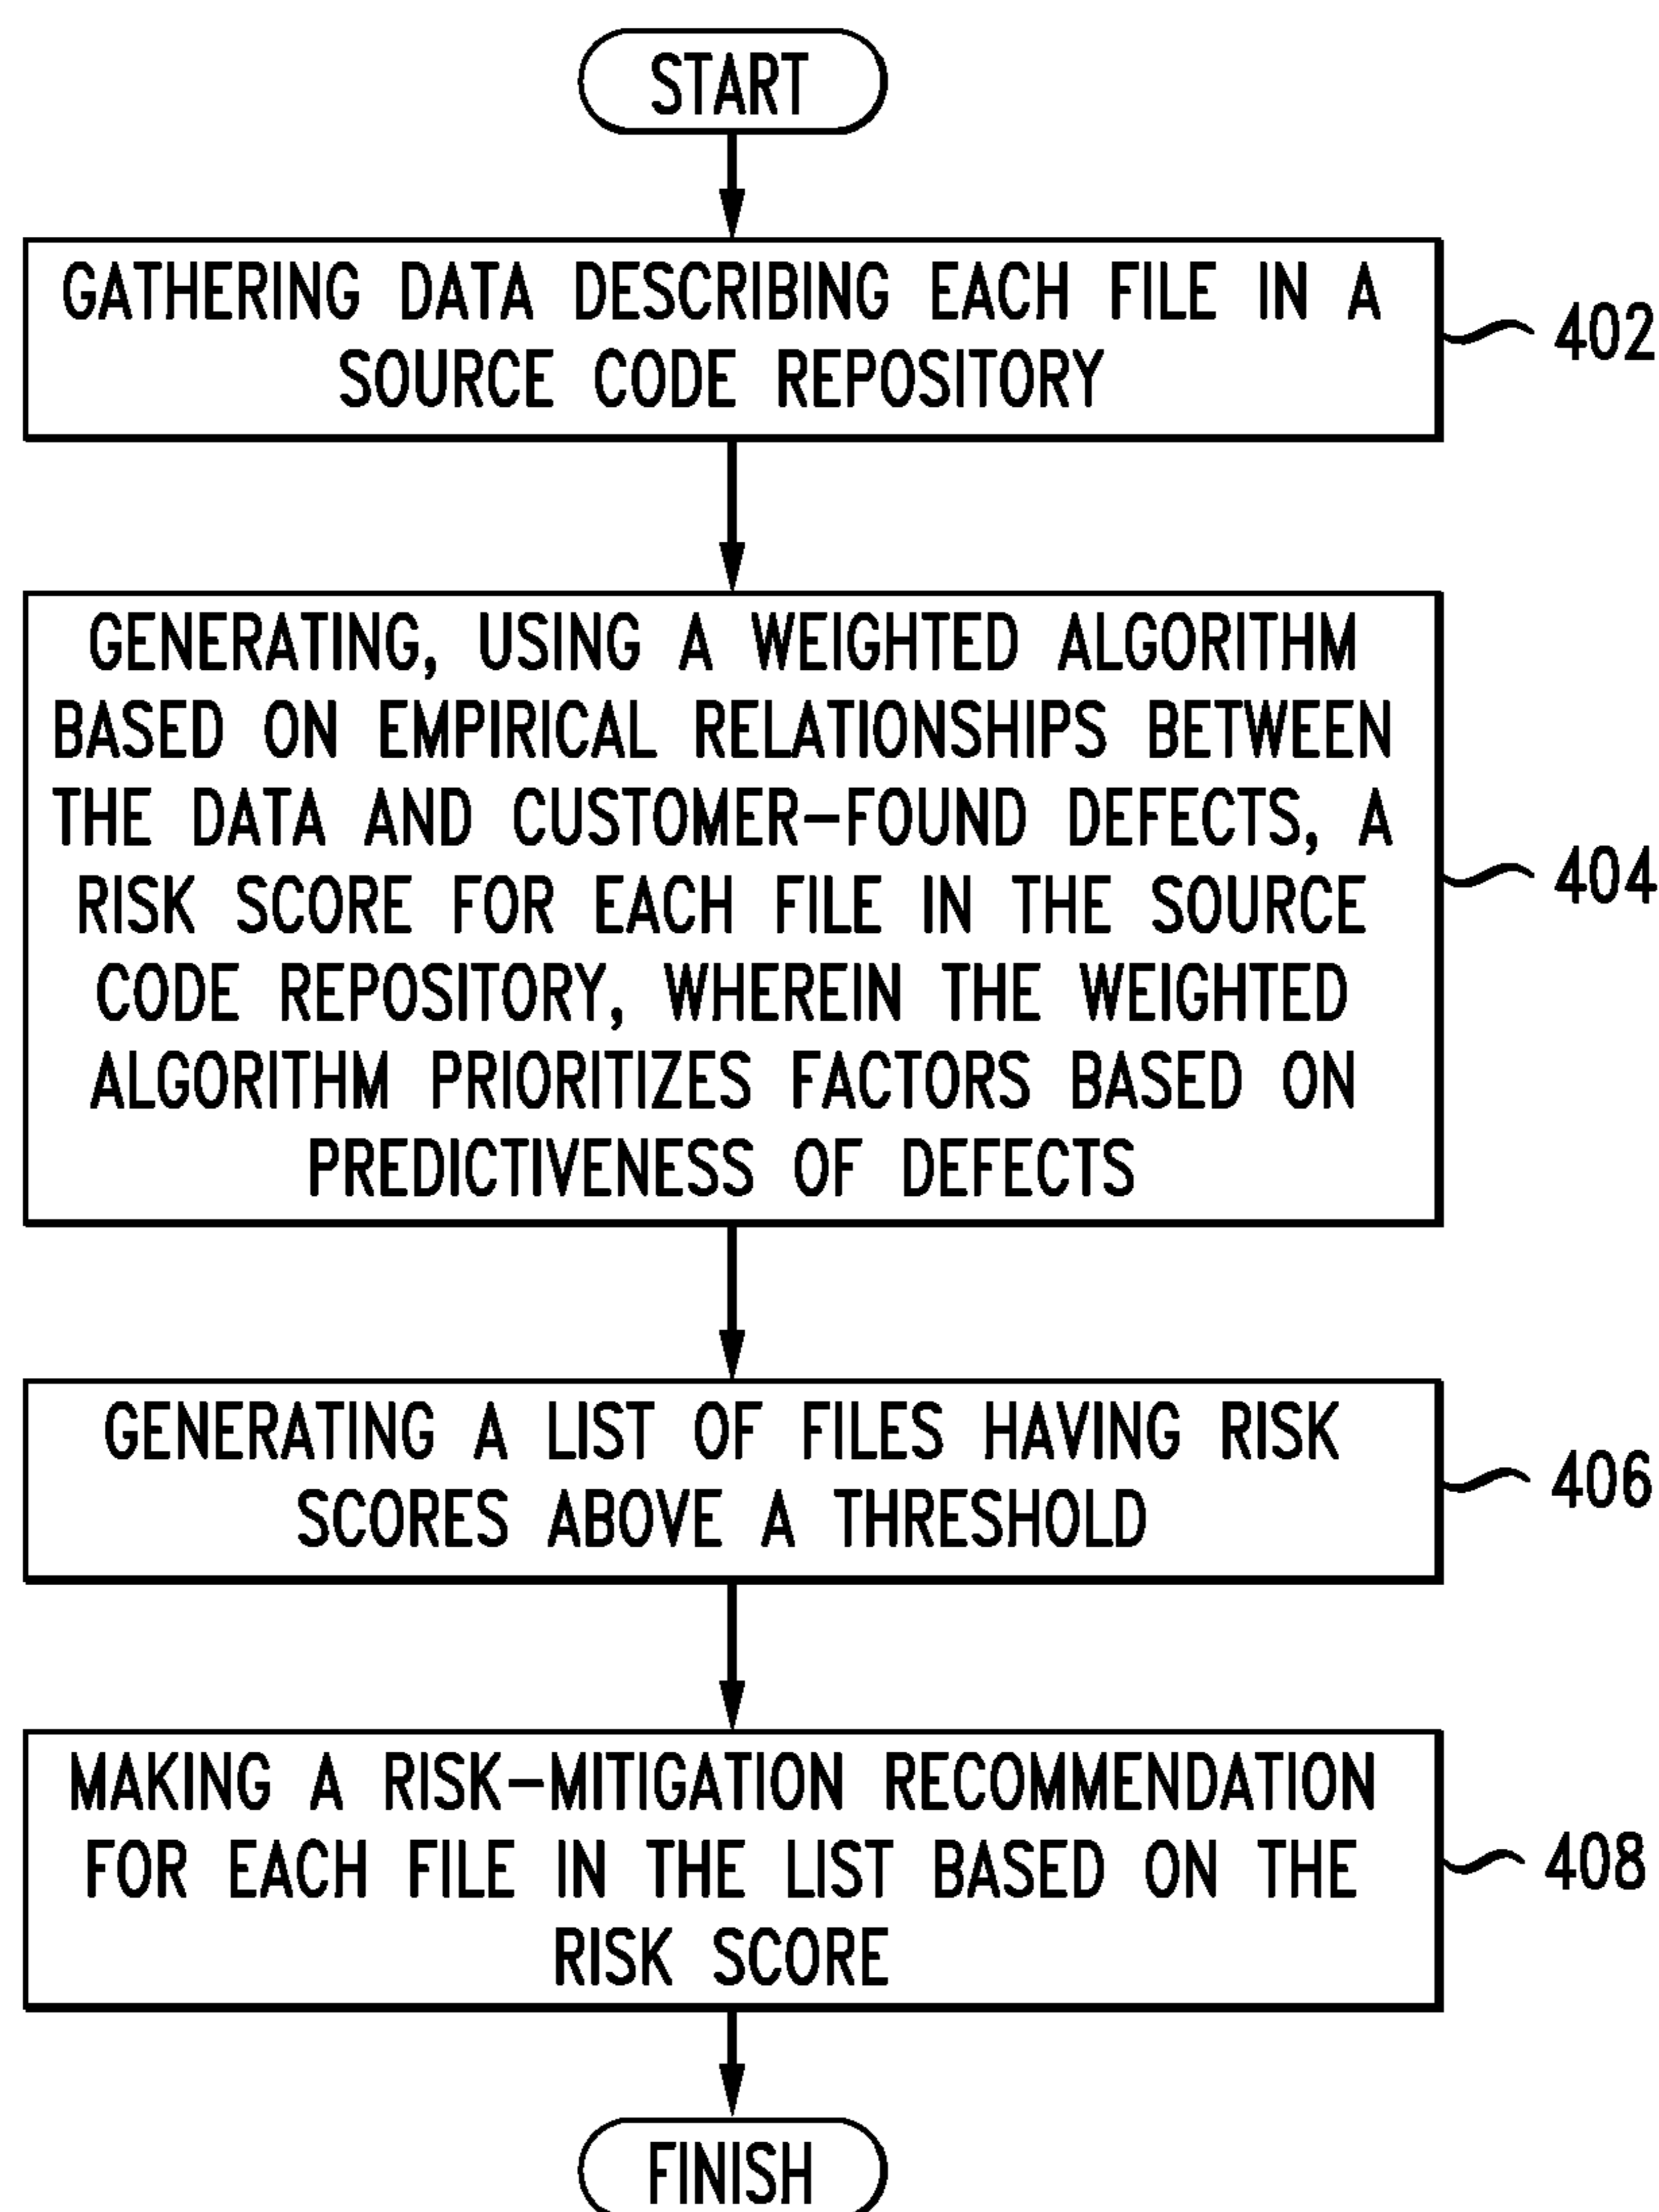 START
GATHERING DATA DESCRIBING EACH FILE IN A
SOURCE CODE REPOSITORY
402
GENERATING, USING A WEIGHTED ALGORITHM
BASED ON EMPIRICAL RELATIONSHIPS BETWEEN
THE DATA AND CUSTOMER-FOUND DEFECTS, A
RISK SCORE FOR EACH FILE IN THE SOURCE
CODE REPOSITORY, WHEREIN THE WEIGHTED
ALGORITHM PRIORITIZES FACTORS BASED ON
PREDICTIVENESS OF DEFECTS
404
GENERATING A LIST OF FILES HAVING RISK
SCORES ABOVE A THRESHOLD
406
MAKING A RISK-MITIGATION RECOMMENDATION
FOR EACH FILE IN THE LIST BASED ON THE
RISK SCORE
408
FINISH